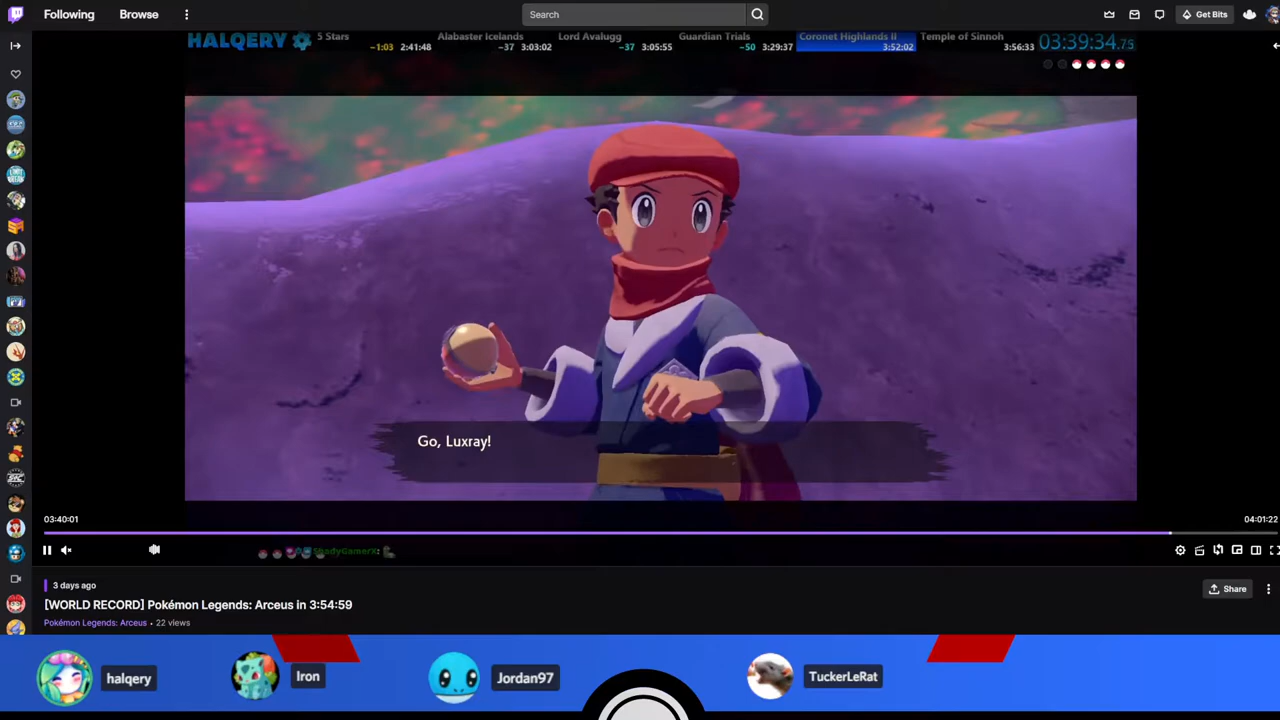 Following Browse Search Get Bits
HALQERY 5 Stars Alabaster Icelands Lord Avalugg Guardian Trials Coronet Highlands II Temple of Sinnoh 03:39:34.75
-1:03 2:41:48 -37 3:03:02 -37 3:05:55 -50 3:29:37 3:52:02 3:56:33
Go, Luxray!
03:40:01 04:01:22
ShadyGamerX:
3 days ago
[WORLD RECORD] Pokémon Legends: Arceus in 3:54:59 Share
Pokémon Legends: Arceus • 22 views
halqery Iron Jordan97 TuckerLeRat